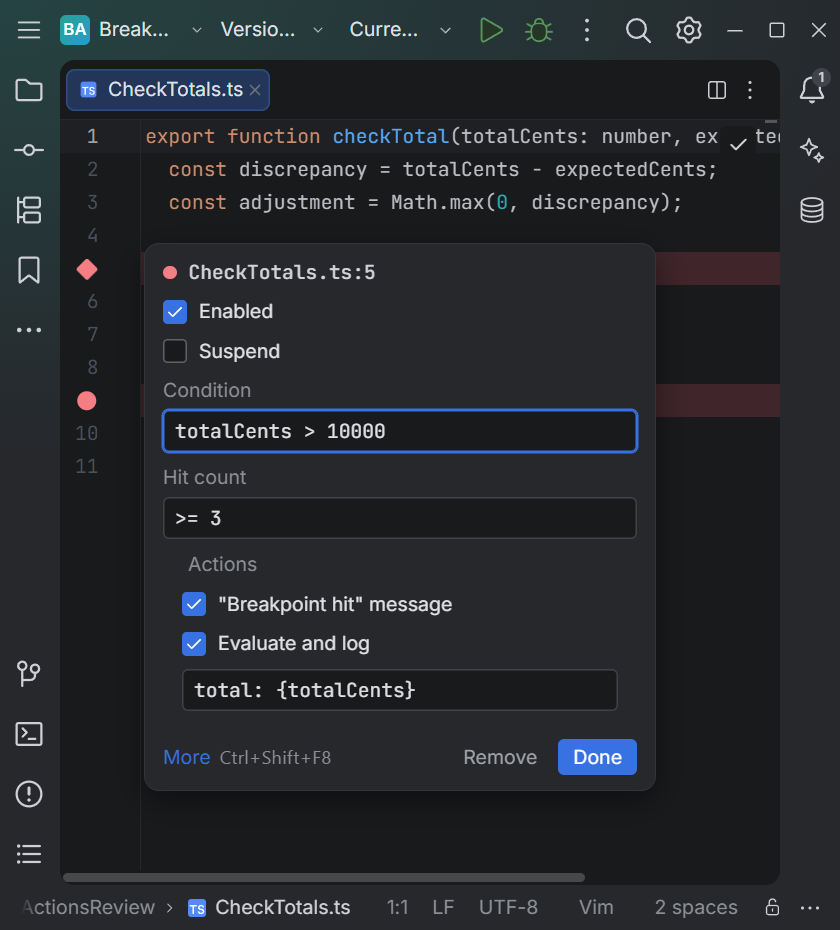 BA Break... Versio... Curre...
CheckTotals.ts
1
1 export function checkTotal(totalCents: number, ex
2 const discrepancy = totalCents - expectedCents;
3 const adjustment = Math.max(0, discrepancy);
4
CheckTotals.ts:5
6
Enabled
7
Suspend
8
Condition
totalCents > 10000
10
11
Hit count
>= 3
Actions
"Breakpoint hit" message
Evaluate and log
total: {totalCents}
More Ctrl+Shift+F8 Remove Done
ActionsReview > TS CheckTotals.ts 1:1 LF UTF-8 Vim 2 spaces